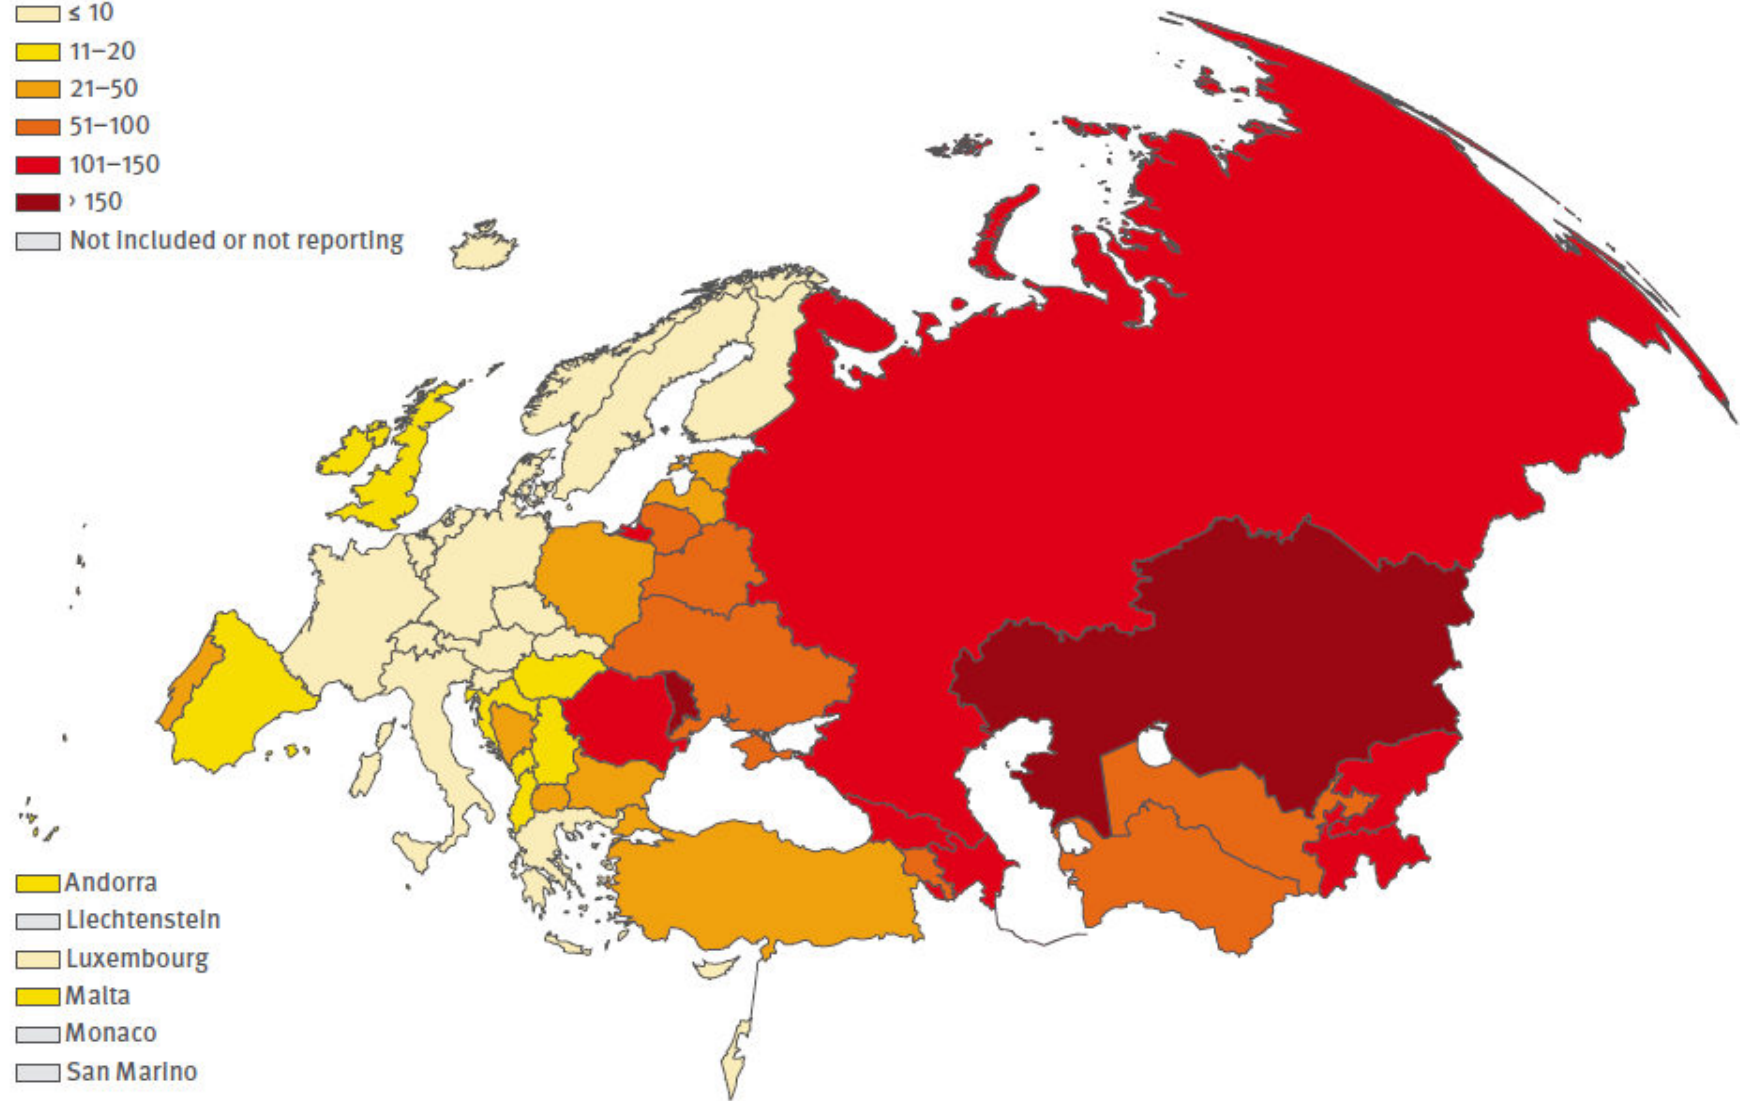 ≤ 10
11–20
21–50
51–100
101–150
› 150
Not included or not reporting
Andorra
Liechtenstein
Luxembourg
Malta
Monaco
San Marino